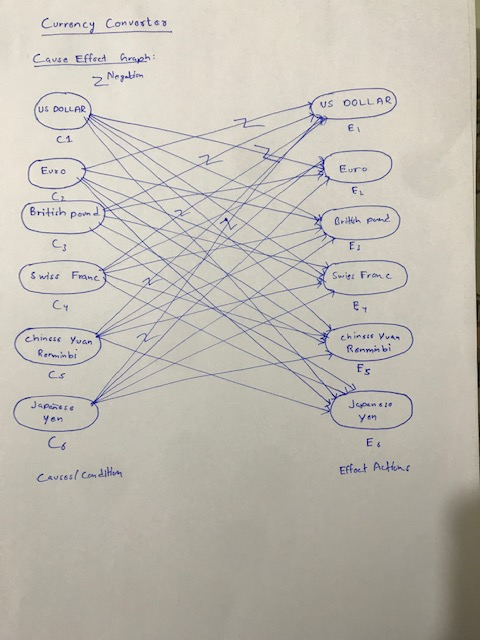 Currency Converter
Cause Effect Graph:
Z Negation
US DOLLAR
C1
Euro
C2
British pound
C3
Swiss Franc
C4
Chinese Yuan
Renminbi
C5
Japanese
Yen
C6
Causes/Condition
US DOLLAR
E1
Euro
E2
British pound
E3
Swiss Franc
E4
Chinese Yuan
Renminbi
E5
Japanese
Yen
E6
Effect Actions
Z
Z
Z
Z
Z
Z
Z